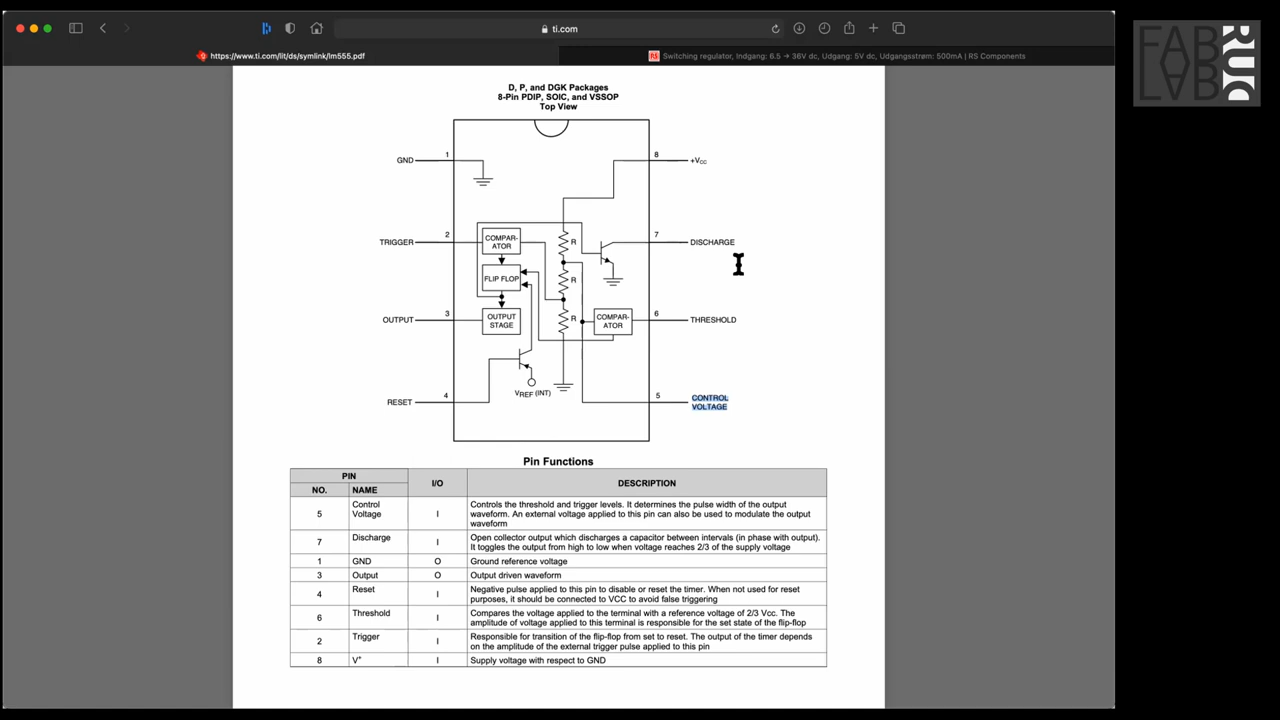 ti.com
https://www.ti.com/lit/ds/symlink/lm555.pdf
Switching regulator, Indgang: 6.5 → 36V dc, Udgang: 5V dc, Udgangsstrøm: 500mA | RS Components
FAB
LAB
RUC
D, P, and DGK Packages
8-Pin PDIP, SOIC, and VSSOP
Top View
GND 1
8 +VCC
TRIGGER 2
COMPAR-
ATOR
R
7 DISCHARGE
FLIP FLOP
R
OUTPUT 3
OUTPUT
STAGE
R
COMPAR-
ATOR
6 THRESHOLD
VREF (INT)
RESET 4
5 CONTROL
VOLTAGE
Pin Functions
PIN I/O DESCRIPTION
NO. NAME
5 Control Voltage I Controls the threshold and trigger levels. It determines the pulse width of the output
waveform. An external voltage applied to this pin can also be used to modulate the output
waveform
7 Discharge I Open collector output which discharges a capacitor between intervals (in phase with output).
It toggles the output from high to low when voltage reaches 2/3 of the supply voltage
1 GND O Ground reference voltage
3 Output O Output driven waveform
4 Reset I Negative pulse applied to this pin to disable or reset the timer. When not used for reset
purposes, it should be connected to VCC to avoid false triggering
6 Threshold I Compares the voltage applied to the terminal with a reference voltage of 2/3 Vcc. The
amplitude of voltage applied to this terminal is responsible for the set state of the flip-flop
2 Trigger I Responsible for transition of the flip-flop from set to reset. The output of the timer depends
on the amplitude of the external trigger pulse applied to this pin
8 V+ I Supply voltage with respect to GND